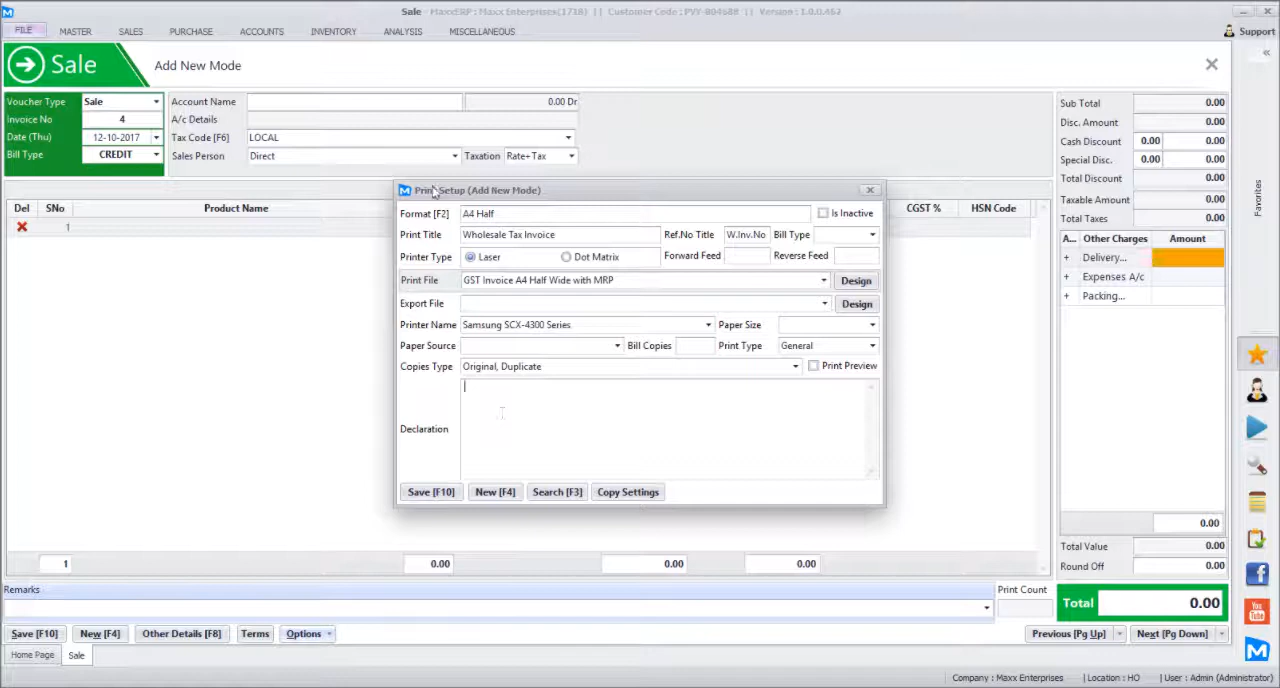 Sale - MaxxERP : Maxx Enterprises(1718) || Customer Code : PVY-80468K || Version : 1.0.0.463
FILE MASTER SALES PURCHASE ACCOUNTS INVENTORY ANALYSIS MISCELLANEOUS
Support
Sale Add New Mode
Voucher Type Sale Account Name 0.00 Dr
Invoice No 4 A/c Details
Date (Thu) 12-10-2017 Tax Code [F6] LOCAL
Bill Type CREDIT Sales Person Direct Taxation Rate+Tax
Sub Total 0.00
Disc. Amount 0.00
Cash Discount 0.00 0.00
Special Disc. 0.00 0.00
Total Discount 0.00
Taxable Amount 0.00
Total Taxes 0.00
Favorites
Del SNo Product Name CGST % HSN Code
1
A... Other Charges Amount
+ Delivery...
+ Expenses A/c
+ Packing...
0.00
Total Value 0.00
Round Off 0.00
Print Setup (Add New Mode)
Format [F2] A4 Half Is Inactive
Print Title Wholesale Tax Invoice Ref.No Title W.Inv.No Bill Type
Printer Type Laser Dot Matrix Forward Feed Reverse Feed
Print File GST Invoice A4 Half Wide with MRP Design
Export File Design
Printer Name Samsung SCX-4300 Series Paper Size
Paper Source Bill Copies Print Type General
Copies Type Original, Duplicate Print Preview
Declaration
Save [F10] New [F4] Search [F3] Copy Settings
1 0.00 0.00 0.00
Remarks Print Count
Total 0.00
Save [F10] New [F4] Other Details [F8] Terms Options Previous [Pg Up] Next [Pg Down]
Home Page Sale
You
Tube
Company : Maxx Enterprises | Location : HO | User : Admin (Administrator)